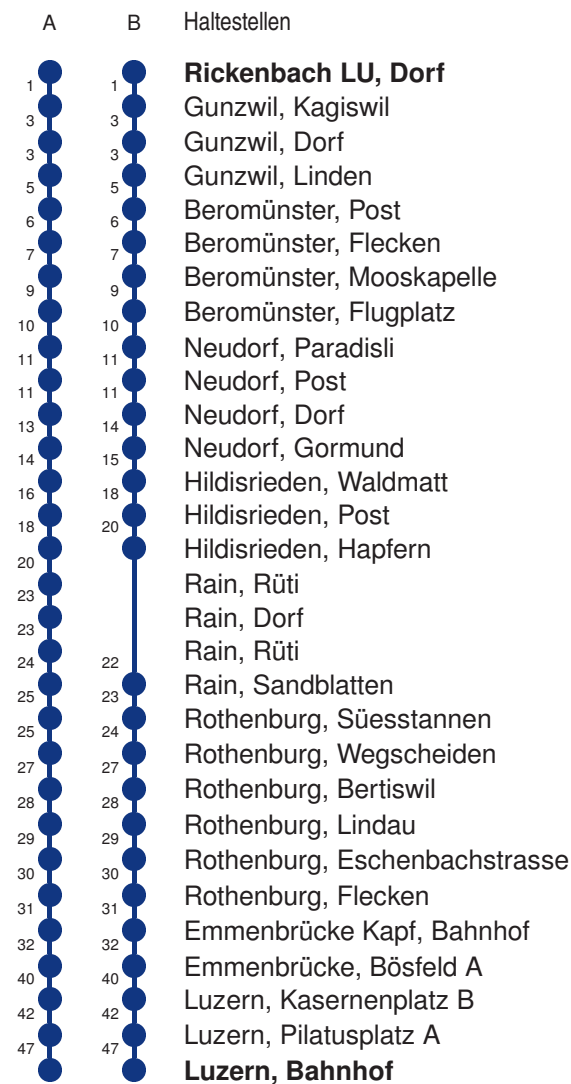 A B Haltestellen
Rickenbach LU, Dorf
1 1 Gunzwil, Kagiswil
3 3 Gunzwil, Dorf
3 3 Gunzwil, Linden
5 5 Beromünster, Post
6 6 Beromünster, Flecken
7 7 Beromünster, Mooskapelle
9 9 Beromünster, Flugplatz
10 10 Neudorf, Paradisli
11 11 Neudorf, Post
11 11 Neudorf, Dorf
13 14 Neudorf, Gormund
14 15 Hildisrieden, Waldmatt
16 18 Hildisrieden, Post
18 20 Hildisrieden, Hapfern
20 Rain, Rüti
23 Rain, Dorf
23 Rain, Rüti
24 22 Rain, Sandblatten
25 23 Rothenburg, Süesstannen
25 24 Rothenburg, Wegscheiden
27 27 Rothenburg, Bertiswil
28 28 Rothenburg, Lindau
29 29 Rothenburg, Eschenbachstrasse
30 30 Rothenburg, Flecken
31 31 Emmenbrücke Kapf, Bahnhof
32 32 Emmenbrücke, Bösfeld A
40 40 Luzern, Kasernenplatz B
42 42 Luzern, Pilatusplatz A
47 47 Luzern, Bahnhof